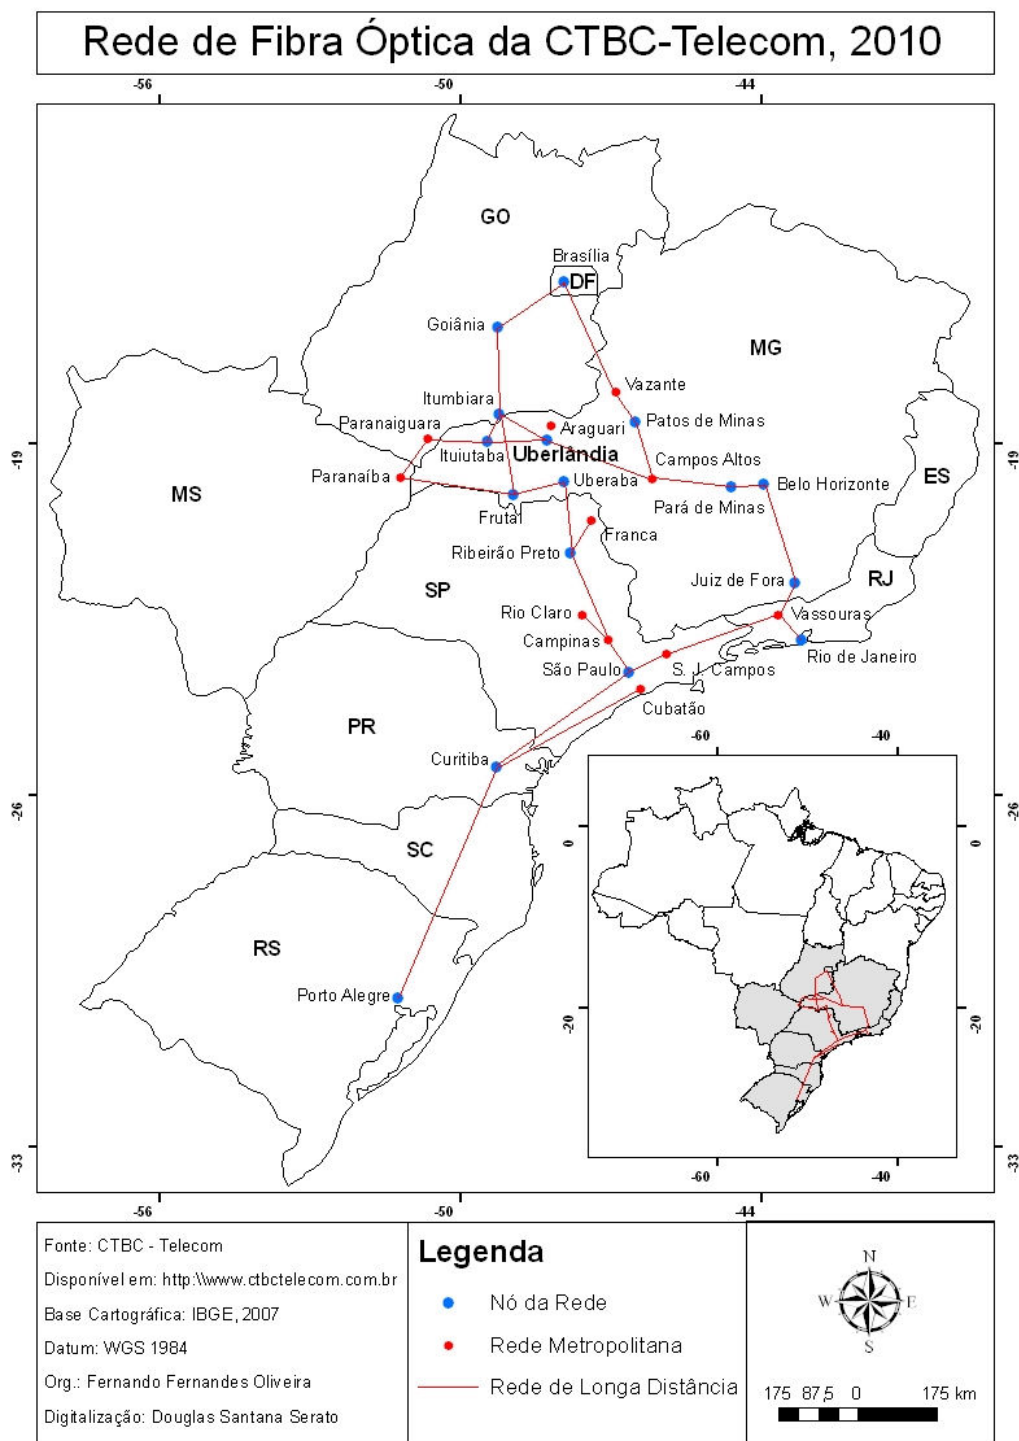 Rede de Fibra Óptica da CTBC-Telecom, 2010
-56
-50
-44
GO
Brasília
DF
Goiânia
MG
Vazante
Itumbiara
Patos de Minas
Paranaiguara
Araguari
-19
-19
Ituiutaba
Uberlândia
Campos Altos
Paranaíba
Uberaba
Belo Horizonte
ES
MS
Frutal
Pará de Minas
Franca
Ribeirão Preto
Juiz de Fora
RJ
SP
Rio Claro
Vassouras
Campinas
Rio de Janeiro
São Paulo
S. J. Campos
Cubatão
PR
Curitiba
-60
-40
-26
-26
0
0
SC
RS
Porto Alegre
-20
-20
-33
-33
-60
-40
-56
-50
-44
Fonte: CTBC - Telecom
Disponível em: http:\\www.ctbctelecom.com.br
Base Cartográfica: IBGE, 2007
Datum: WGS 1984
Org.: Fernando Fernandes Oliveira
Digitalização: Douglas Santana Serato
Legenda
Nó da Rede
Rede Metropolitana
Rede de Longa Distância
N
W
E
S
175 87,5 0 175 km